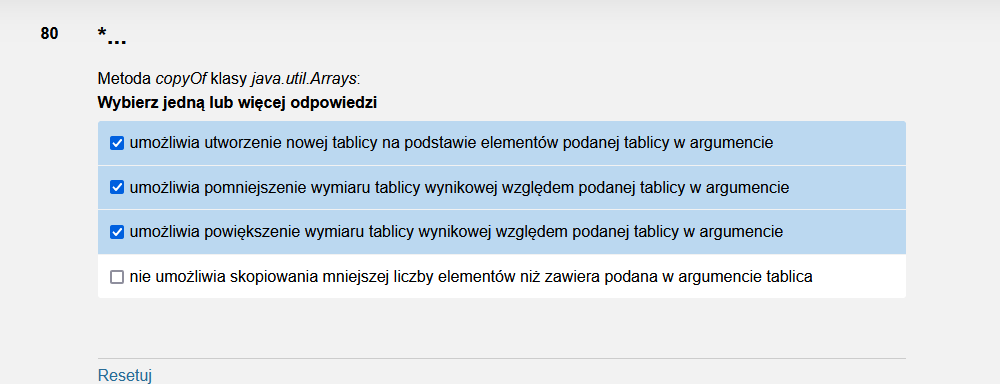 80
*...
Metoda copyOf klasy java.util.Arrays:
Wybierz jedną lub więcej odpowiedzi
umożliwia utworzenie nowej tablicy na podstawie elementów podanej tablicy w argumencie
umożliwia pomniejszenie wymiaru tablicy wynikowej względem podanej tablicy w argumencie
umożliwia powiększenie wymiaru tablicy wynikowej względem podanej tablicy w argumencie
nie umożliwia skopiowania mniejszej liczby elementów niż zawiera podana w argumencie tablica
Resetuj